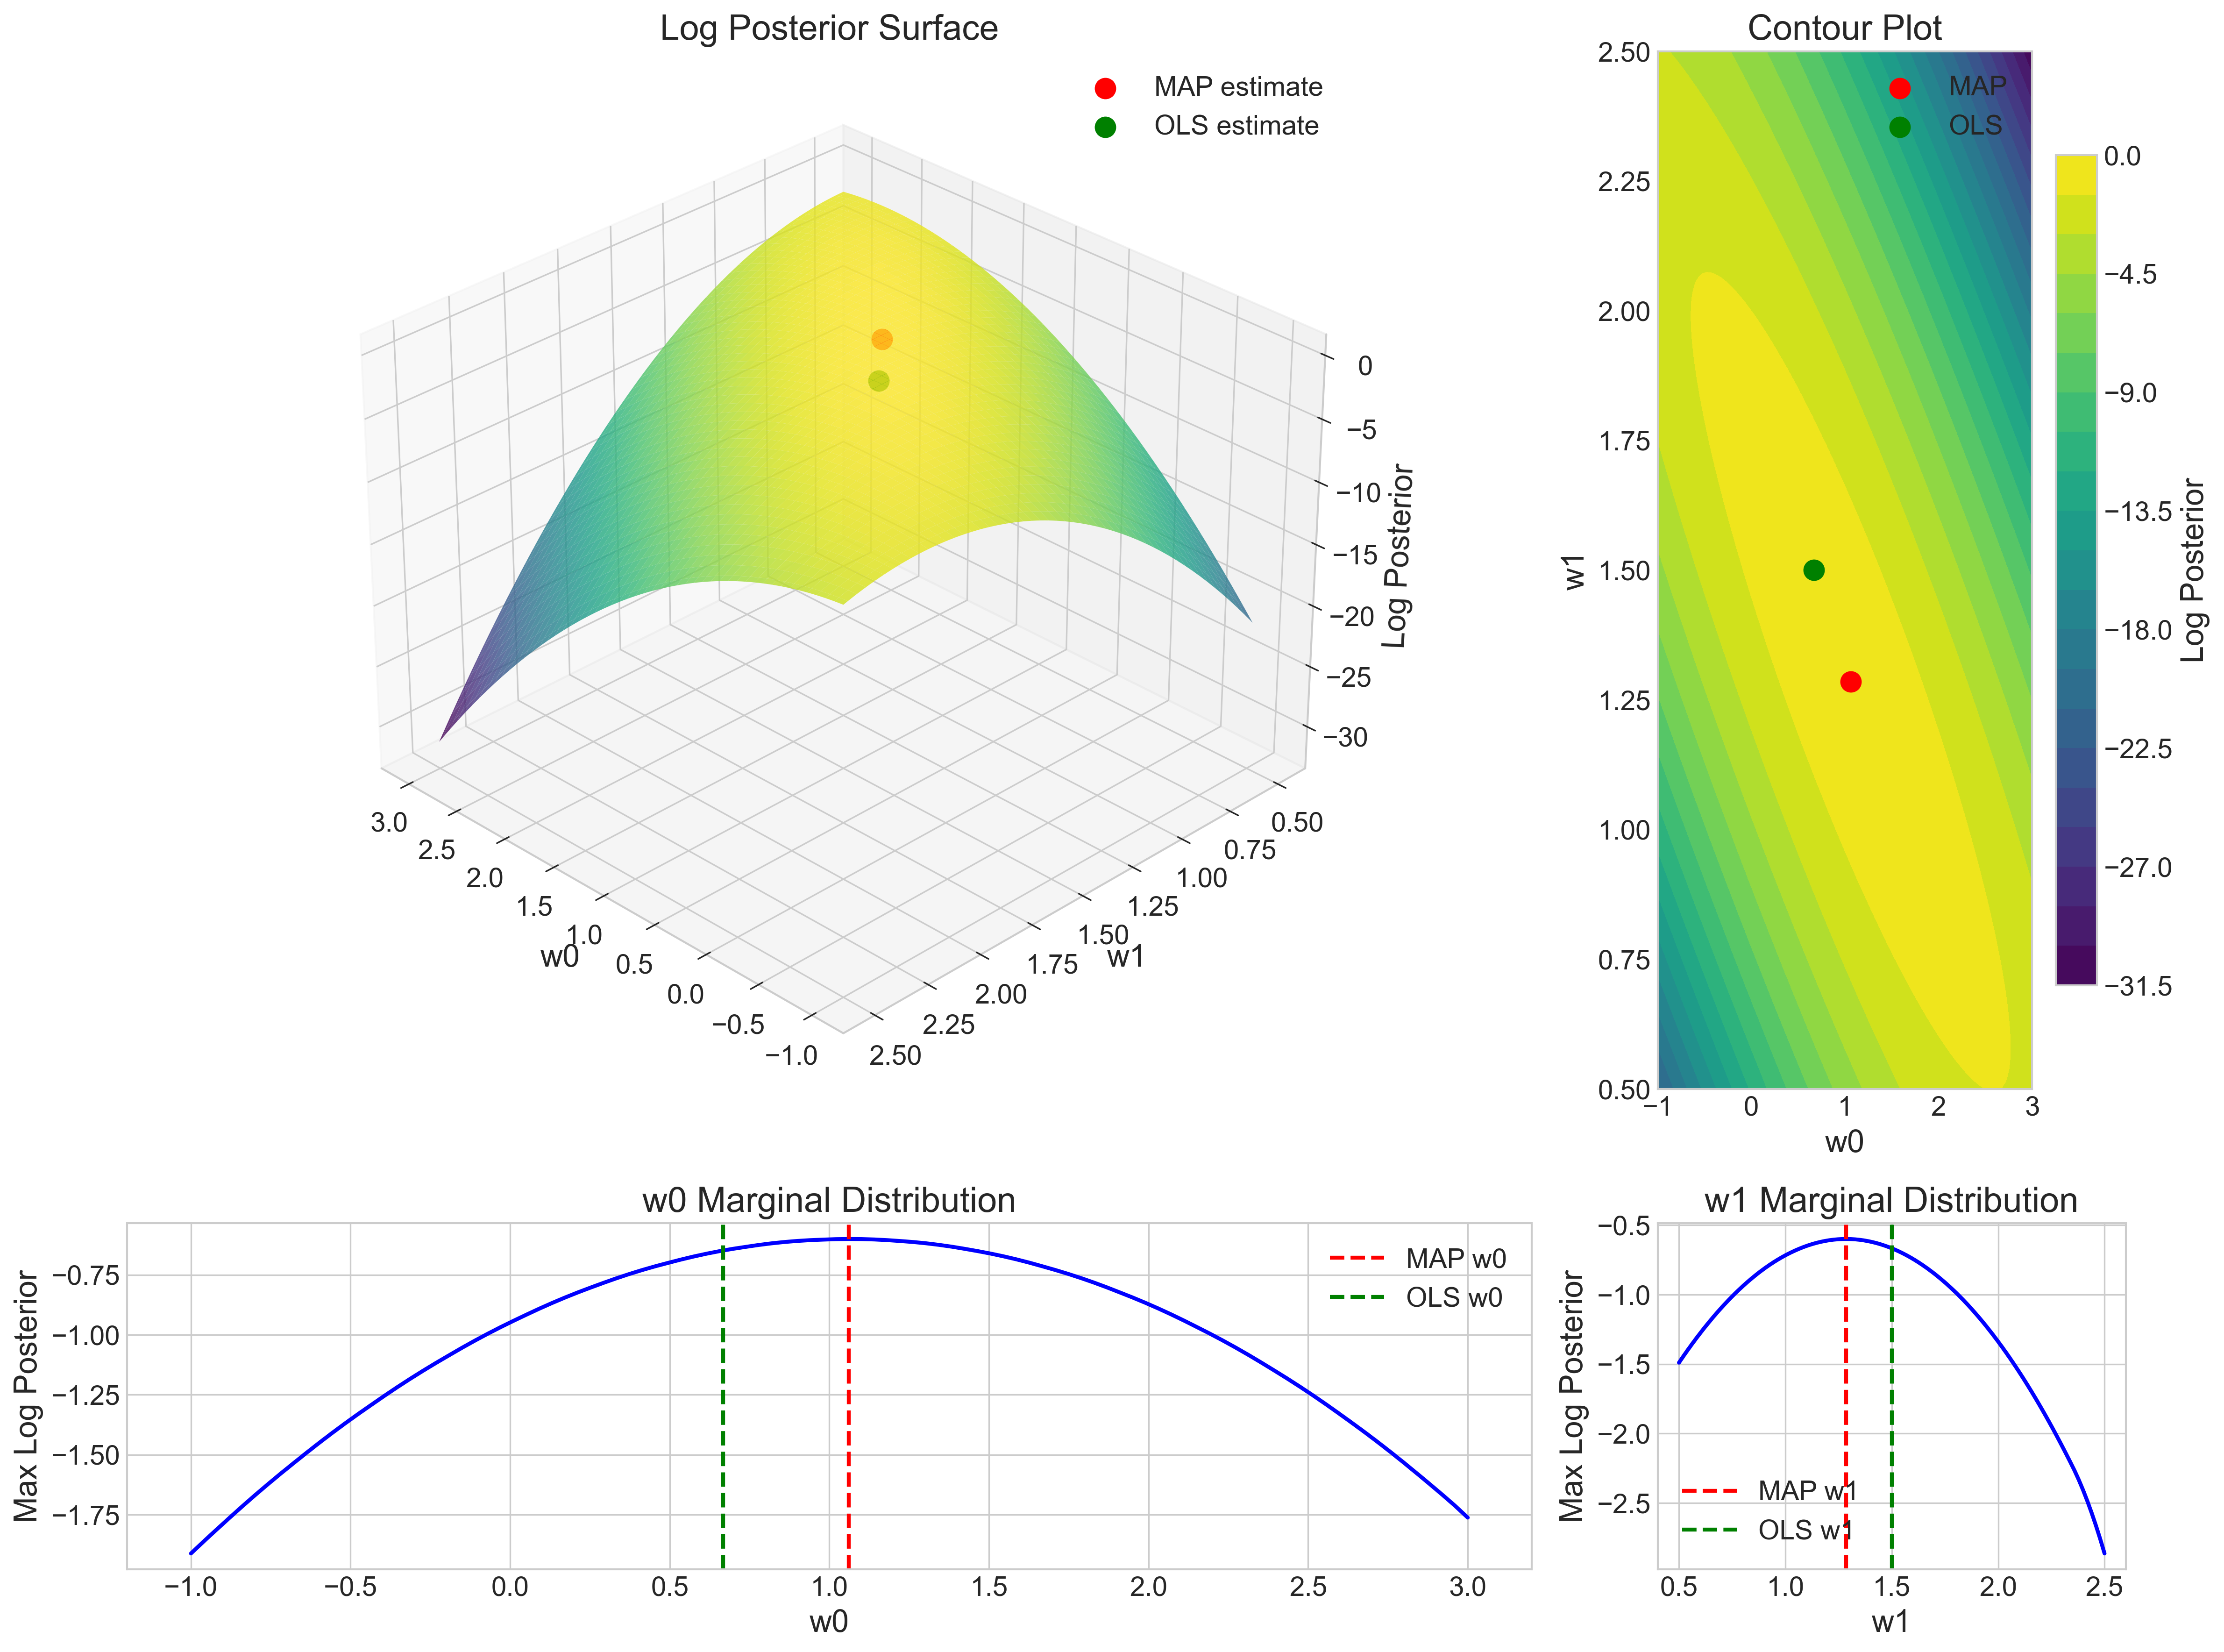 Log Posterior Surface
MAP estimate
OLS estimate
0
−5
−10
−15
−20
−25
−30
Log Posterior
3.0
2.5
2.0
1.5
1.0
0.5
0.0
−0.5
−1.0
w0
0.50
0.75
1.00
1.25
1.50
1.75
2.00
2.25
2.50
w1
Contour Plot
MAP
OLS
2.50
2.25
2.00
1.75
1.50
1.25
1.00
0.75
0.50
w1
−1 0 1 2 3
w0
0.0
−4.5
−9.0
−13.5
−18.0
−22.5
−27.0
−31.5
Log Posterior
w0 Marginal Distribution
MAP w0
OLS w0
−0.75
−1.00
−1.25
−1.50
−1.75
Max Log Posterior
−1.0 −0.5 0.0 0.5 1.0 1.5 2.0 2.5 3.0
w0
w1 Marginal Distribution
−0.5
−1.0
−1.5
−2.0
−2.5
Max Log Posterior
MAP w1
OLS w1
0.5 1.0 1.5 2.0 2.5
w1